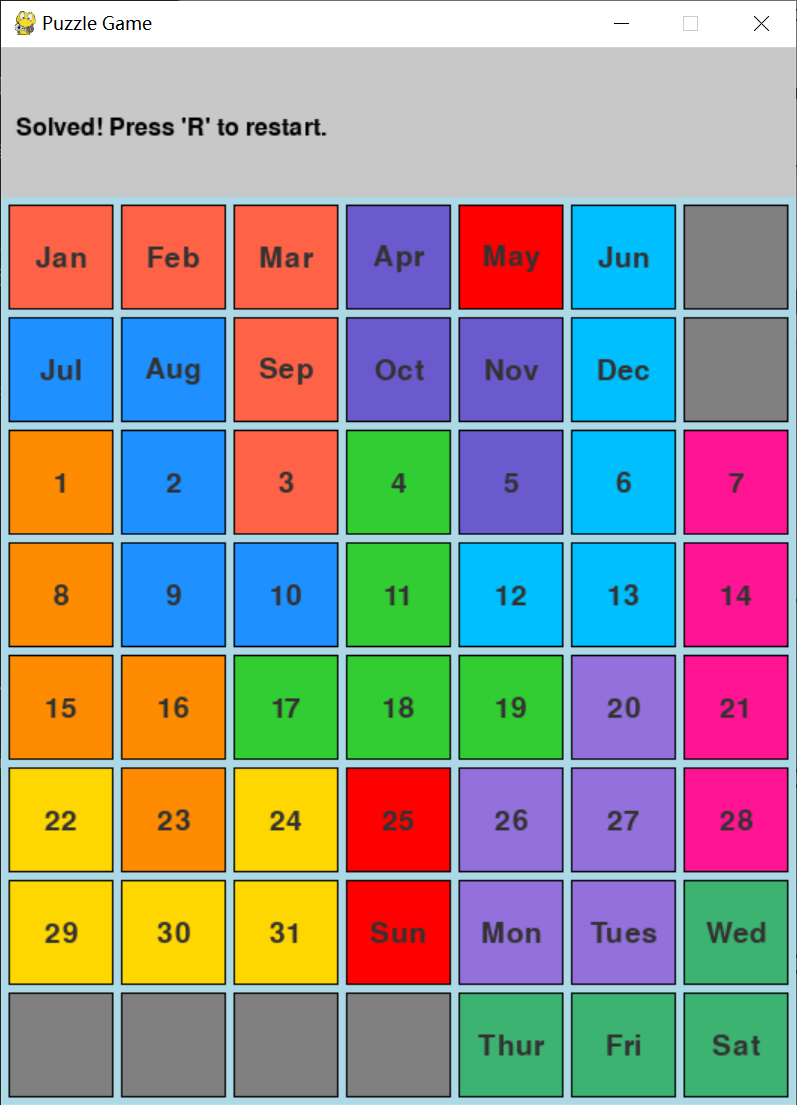 Puzzle Game
Solved! Press 'R' to restart.
Jan Feb Mar Apr May Jun
Jul Aug Sep Oct Nov Dec
1 2 3 4 5 6 7
8 9 10 11 12 13 14
15 16 17 18 19 20 21
22 23 24 25 26 27 28
29 30 31 Sun Mon Tues Wed
Thur Fri Sat